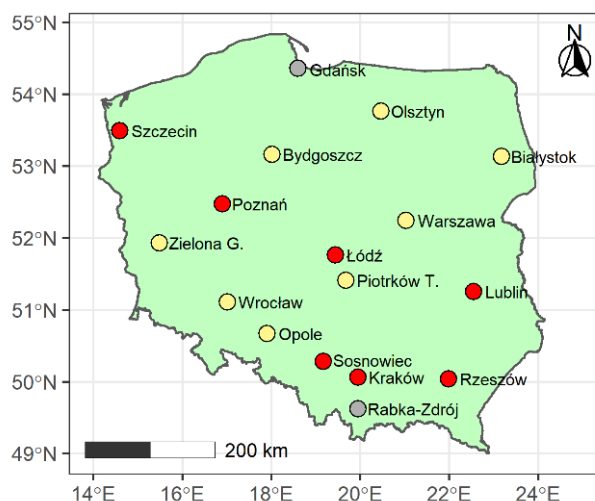 55°N
N
Gdańsk
54°N
Olsztyn
Szczecin
53°N
Bydgoszcz
Białystok
Poznań
52°N
Zielona G.
Warszawa
Łódź
Piotrków T.
51°N
Wrocław
Lublin
Opole
Sosnowiec
50°N
Kraków
Rzeszów
Rabka-Zdrój
49°N
200 km
14°E 16°E 18°E 20°E 22°E 24°E